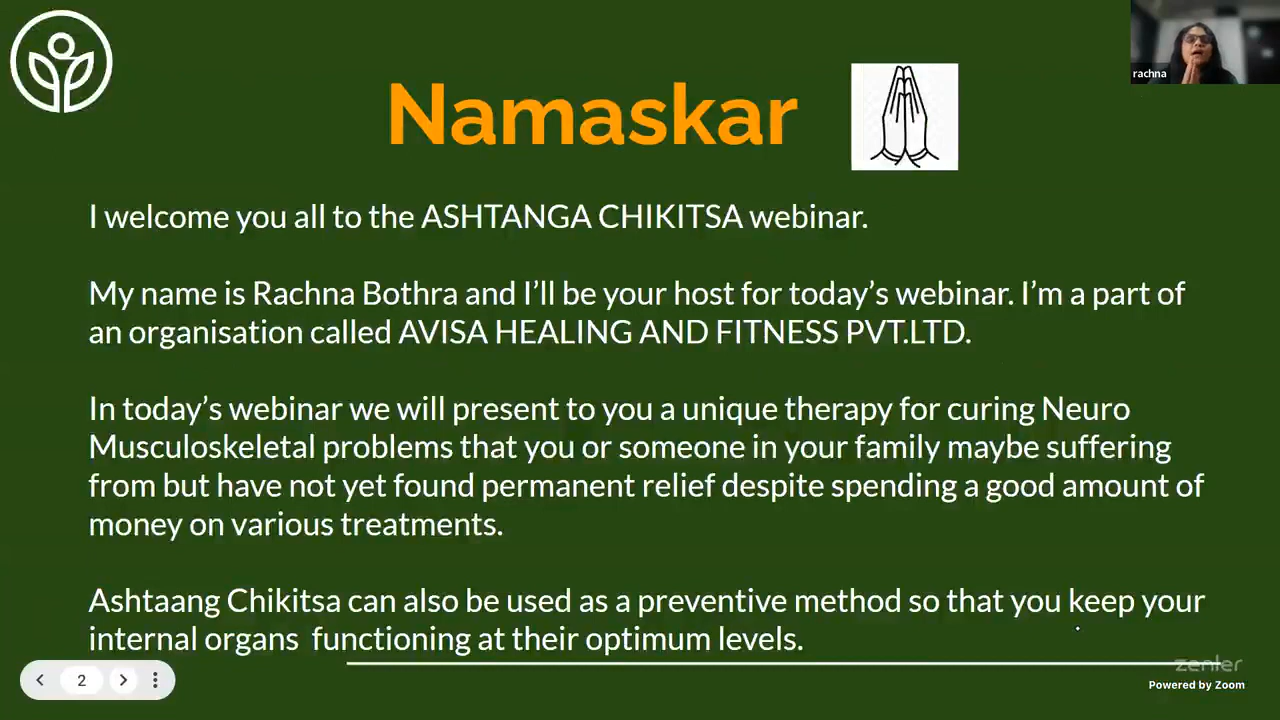 rachna
Namaskar
I welcome you all to the ASHTANGA CHIKITSA webinar.
My name is Rachna Bothra and I’ll be your host for today’s webinar. I’m a part of
an organisation called AVISA HEALING AND FITNESS PVT.LTD.
In today’s webinar we will present to you a unique therapy for curing Neuro
Musculoskeletal problems that you or someone in your family maybe suffering
from but have not yet found permanent relief despite spending a good amount of
money on various treatments.
Ashtaang Chikitsa can also be used as a preventive method so that you keep your
internal organs  functioning at their optimum levels.
2
zenler
Powered by Zoom